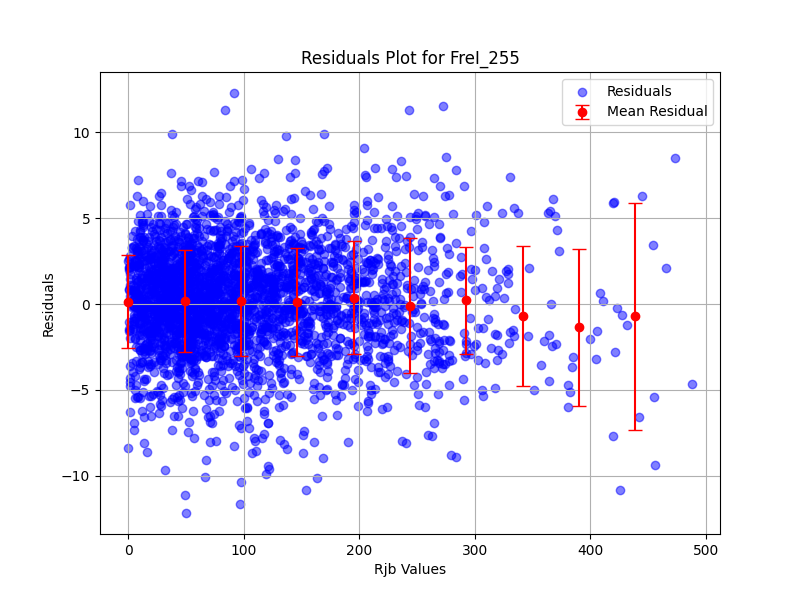 Residuals Plot for FreI_255
Residuals
Mean Residual
10
5
0
−5
−10
Residuals
0 100 200 300 400 500
Rjb Values